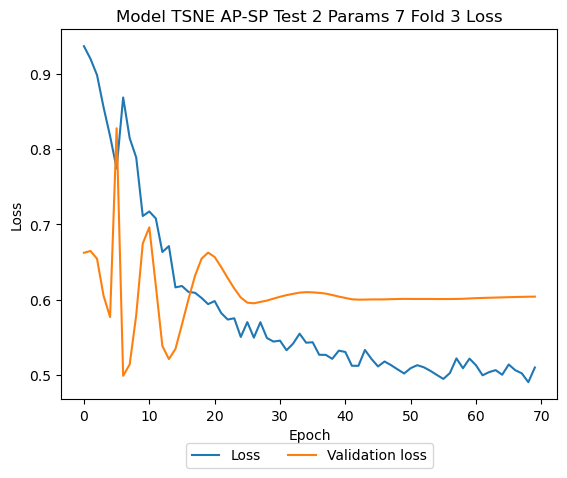 Model TSNE AP-SP Test 2 Params 7 Fold 3 Loss
Loss
0.9
0.8
0.7
0.6
0.5
0 10 20 30 40 50 60 70
Epoch
Loss Validation loss